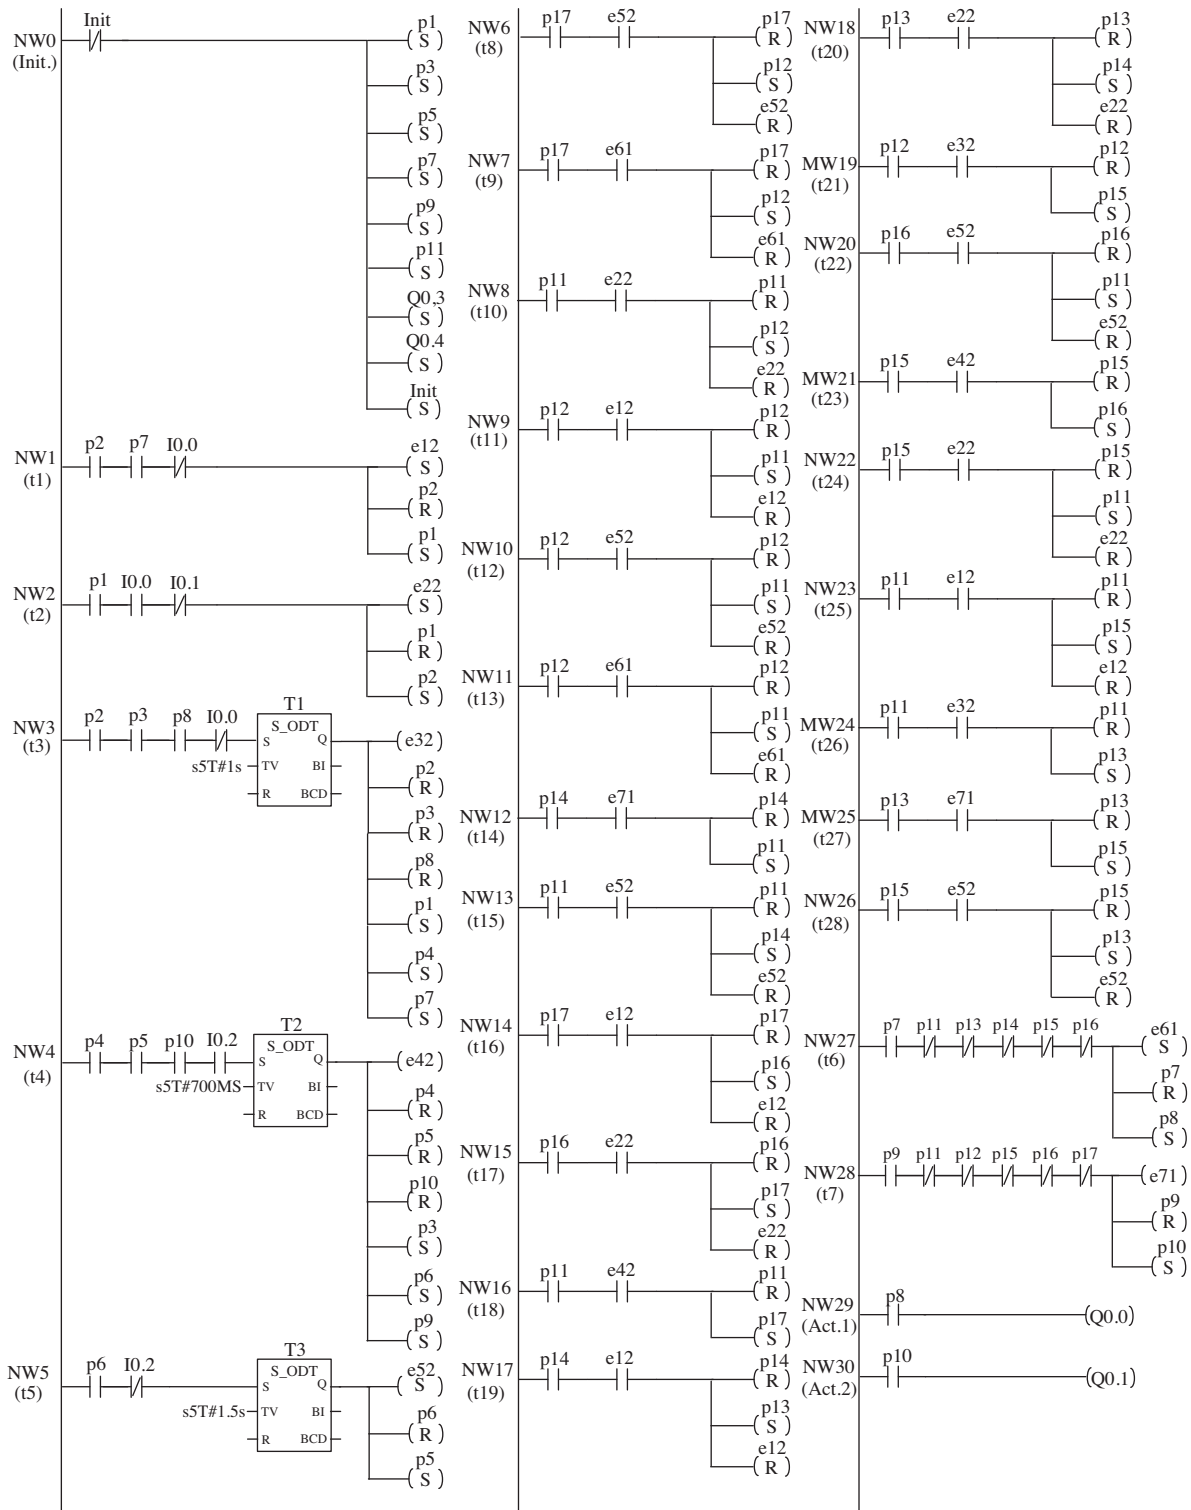 Init
NW0
(Init.)
p1
S
p3
S
p5
S
p7
S
p9
S
p11
S
Q0,3
S
Q0.4
S
Init
S
NW1
(t1)
p2 p7 I0.0
e12
S
p2
R
p1
S
NW2
(t2)
p1 I0.0 I0.1
e22
S
p1
R
p2
S
NW3
(t3)
p2 p3 p8 I0.0
T1
S_ODT
S Q
s5T#1s TV BI
R BCD
e32
p2
R
p3
R
p8
R
p1
S
p4
S
p7
S
NW4
(t4)
p4 p5 p10 I0.2
T2
S_ODT
S Q
s5T#700MS TV BI
R BCD
e42
p4
R
p5
R
p10
R
p3
S
p6
S
p9
S
NW5
(t5)
p6 I0.2
T3
S_ODT
S Q
s5T#1.5s TV BI
R BCD
e52
S
p6
R
p5
S
NW6
(t8)
p17 e52
p17
R
p12
S
e52
R
NW7
(t9)
p17 e61
p17
R
p12
S
e61
R
NW8
(t10)
p11 e22
p11
R
p12
S
e22
R
NW9
(t11)
p12 e12
p12
R
p11
S
e12
R
NW10
(t12)
p12 e52
p12
R
p11
S
e52
R
NW11
(t13)
p12 e61
p12
R
p11
S
e61
R
NW12
(t14)
p14 e71
p14
R
p11
S
NW13
(t15)
p11 e52
p11
R
p14
S
e52
R
NW14
(t16)
p17 e12
p17
R
p16
S
e12
R
NW15
(t17)
p16 e22
p16
R
p17
S
e22
R
NW16
(t18)
p11 e42
p11
R
p17
S
NW17
(t19)
p14 e12
p14
R
p13
S
e12
R
NW18
(t20)
p13 e22
p13
R
p14
S
e22
R
MW19
(t21)
p12 e32
p12
R
p15
S
NW20
(t22)
p16 e52
p16
R
p11
S
e52
R
MW21
(t23)
p15 e42
p15
R
p16
S
NW22
(t24)
p15 e22
p15
R
p11
S
e22
R
NW23
(t25)
p11 e12
p11
R
p15
S
e12
R
MW24
(t26)
p11 e32
p11
R
p13
S
MW25
(t27)
p13 e71
p13
R
p15
S
NW26
(t28)
p15 e52
p15
R
p13
S
e52
R
NW27
(t6)
p7 p11 p13 p14 p15 p16
e61
S
p7
R
p8
S
NW28
(t7)
p9 p11 p12 p15 p16 p17
e71
p9
R
p10
S
NW29
(Act.1)
p8
Q0.0
NW30
(Act.2)
p10
Q0.1